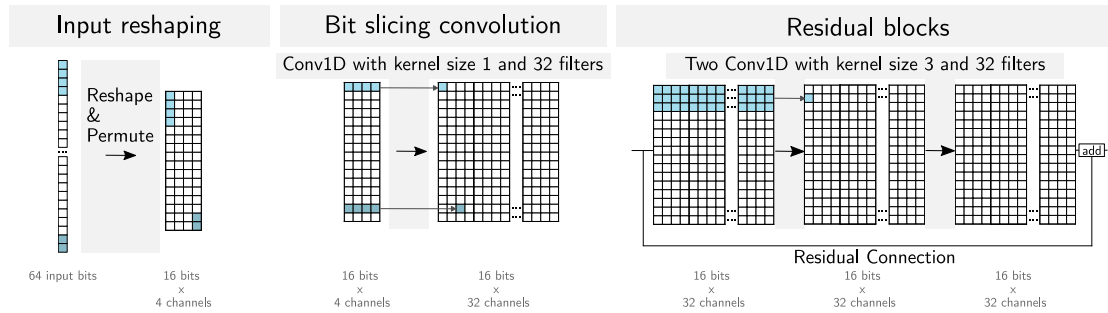 Input reshaping
Reshape
&
Permute
64 input bits
16 bits
x
4 channels
Bit slicing convolution
Conv1D with kernel size 1 and 32 filters
16 bits
x
4 channels
16 bits
x
32 channels
Residual blocks
Two Conv1D with kernel size 3 and 32 filters
add
Residual Connection
16 bits
x
32 channels
16 bits
x
32 channels
16 bits
x
32 channels